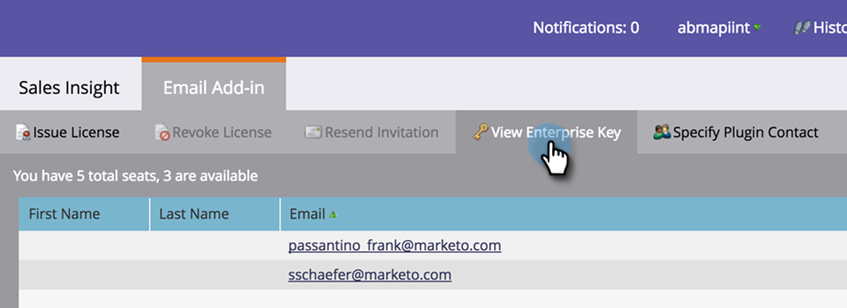 Notifications: 0 abmapiint Histo
Sales Insight Email Add-in
Issue License Revoke License Resend Invitation View Enterprise Key Specify Plugin Contact
You have 5 total seats, 3 are available
First Name Last Name Email
passantino_frank@marketo.com
sschaefer@marketo.com